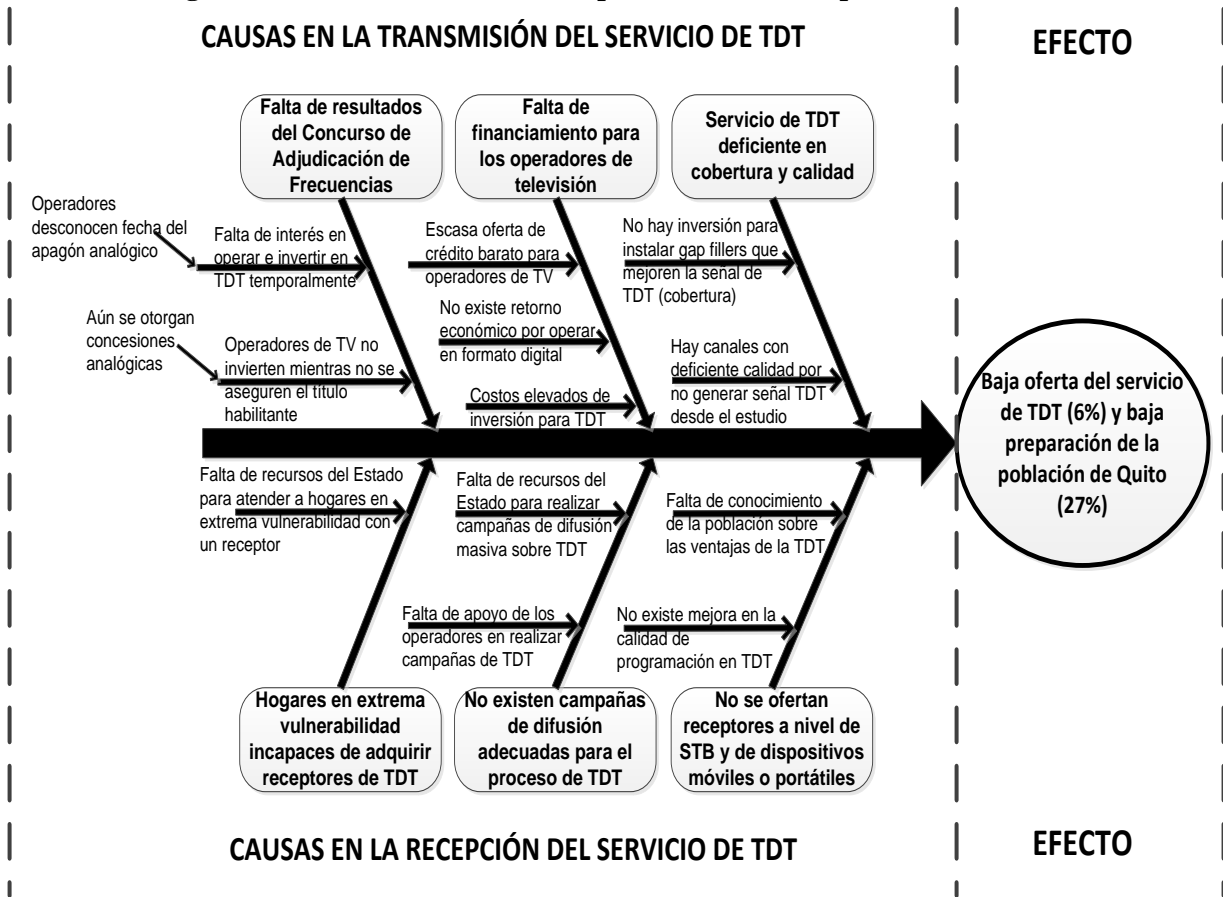 CAUSAS EN LA TRANSMISIÓN DEL SERVICIO DE TDT
EFECTO
Falta de resultados
del Concurso de
Adjudicación de
Frecuencias
Falta de
financiamiento para
los operadores de
televisión
Servicio de TDT
deficiente en
cobertura y calidad
Operadores
desconocen fecha del
apagón analógico
Falta de interés en
operar e invertir en
TDT temporalmente
Aún se otorgan
concesiones
analógicas
Operadores de TV no
invierten mientras no se
aseguren el título
habilitante
Escasa oferta de
crédito barato para
operadores de TV
No existe retorno
económico por operar
en formato digital
Costos elevados de
inversión para TDT
No hay inversión para
instalar gap fillers que
mejoren la señal de
TDT (cobertura)
Hay canales con
deficiente calidad por
no generar señal TDT
desde el estudio
Baja oferta del servicio
de TDT (6%) y baja
preparación de la
población de Quito
(27%)
Falta de recursos del Estado
para atender a hogares en
extrema vulnerabilidad con
un receptor
Falta de recursos del
Estado para realizar
campañas de difusión
masiva sobre TDT
Falta de apoyo de los
operadores en realizar
campañas de TDT
Falta de conocimiento
de la población sobre
las ventajas de la TDT
No existe mejora en la
calidad de
programación en TDT
Hogares en extrema
vulnerabilidad
incapaces de adquirir
receptores de TDT
No existen campañas
de difusión
adecuadas para el
proceso de TDT
No se ofertan
receptores a nivel de
STB y de dispositivos
móviles o portátiles
CAUSAS EN LA RECEPCIÓN DEL SERVICIO DE TDT
EFECTO